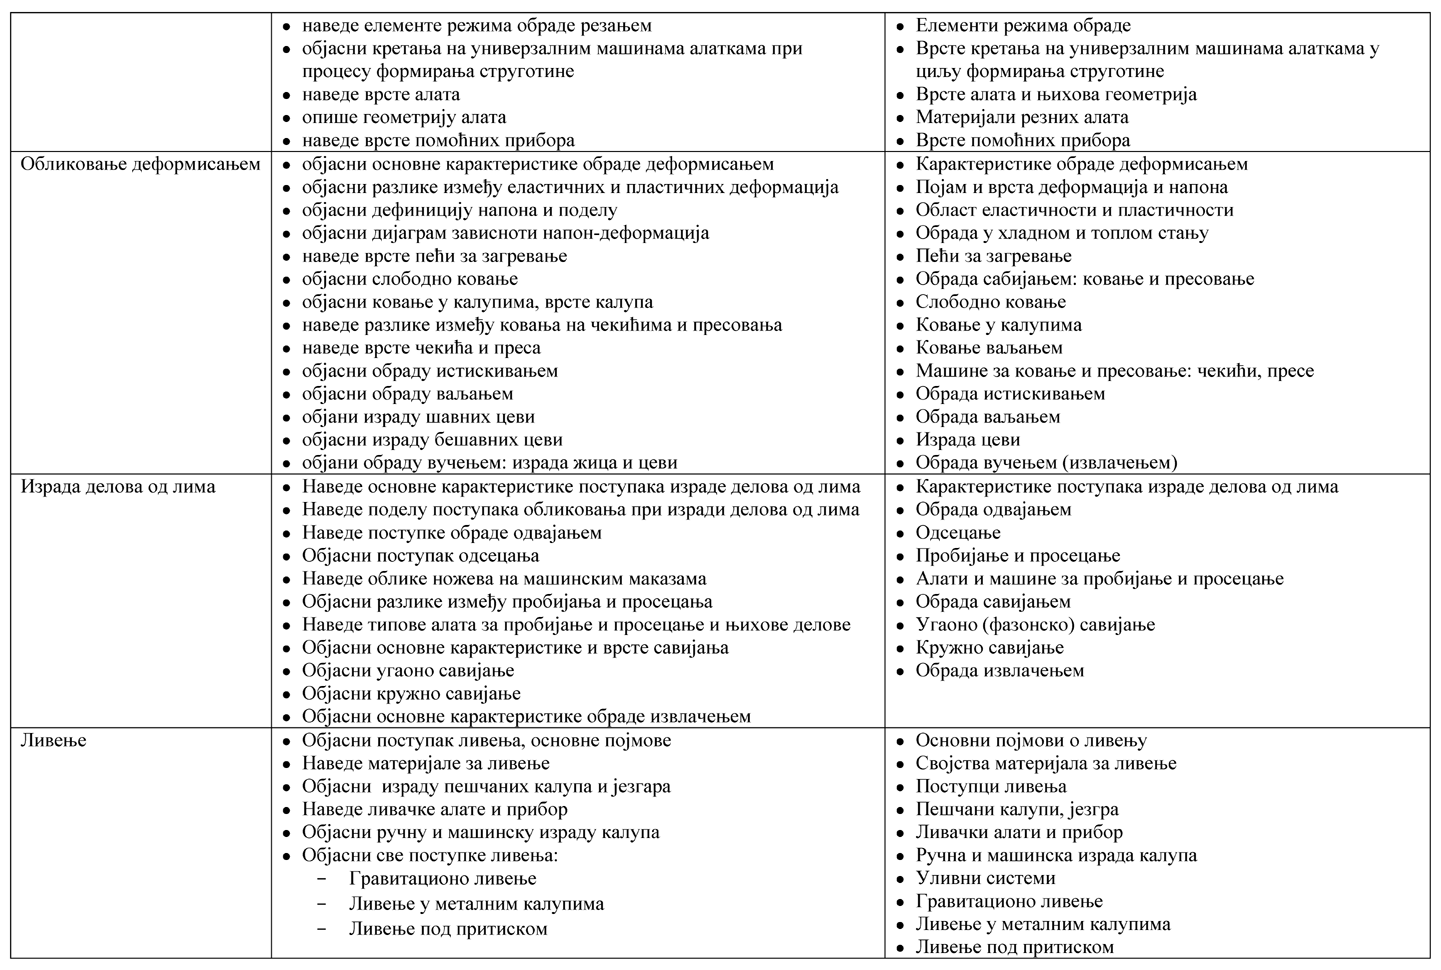 • наведе елементе режима обраде резањем
• објасни кретања на универзалним машинама алаткама при
процесу формирања струготине
• наведе врсте алата
• опише геометрију алата
• наведе врсте помоћних прибора
• Елементи режима обраде
• Врсте кретања на универзалним машинама алаткама у
циљу формирања струготине
• Врсте алата и њихова геометрија
• Материјали резних алата
• Врсте помоћних прибора
Обликовање деформисањем
• објасни основне карактеристике обраде деформисањем
• објасни разлике између еластичних и пластичних деформација
• објасни дефиницију напона и поделу
• објасни дијаграм зависноти напон-деформација
• наведе врсте пећи за загревање
• објасни слободно ковање
• објасни ковање у калупима, врсте калупа
• наведе разлике између ковања на чекићима и пресовања
• наведе врсте чекића и преса
• објасни обраду истискивањем
• објасни обраду ваљањем
• објани израду шавних цеви
• објасни израду бешавних цеви
• објани обраду вучењем: израда жица и цеви
• Карактеристике обраде деформисањем
• Појам и врста деформација и напона
• Област еластичности и пластичности
• Обрада у хладном и топлом стању
• Пећи за загревање
• Обрада сабијањем: ковање и пресовање
• Слободно ковање
• Ковање у калупима
• Ковање ваљањем
• Машине за ковање и пресовање: чекићи, пресе
• Обрада истискивањем
• Обрада ваљањем
• Израда цеви
• Обрада вучењем (извлачењем)
Израда делова од лима
• Наведе основне карактеристике поступака израде делова од лима
• Наведе поделу поступака обликовања при изради делова од лима
• Наведе поступке обраде одвајањем
• Објасни поступак одсецања
• Наведе облике ножева на машинским маказама
• Објасни разлике између пробијања и просецања
• Наведе типове алата за пробијање и просецање и њихове делове
• Објасни основне карактеристике и врсте савијања
• Објасни угаоно савијање
• Објасни кружно савијање
• Објасни основне карактеристике обраде извлачењем
• Карактеристике поступака израде делова од лима
• Обрада одвајањем
• Одсецање
• Пробијање и просецање
• Алати и машине за пробијање и просецање
• Обрада савијањем
• Угаоно (фазонско) савијање
• Кружно савијање
• Обрада извлачењем
Ливење
• Објасни поступак ливења, основне појмове
• Наведе материјале за ливење
• Објасни израду пешчаних калупа и језгара
• Наведе ливачке алате и прибор
• Објасни ручну и машинску израду калупа
• Објасни све поступке ливења:
− Гравитационо ливење
− Ливење у металним калупима
− Ливење под притиском
• Основни појмови о ливењу
• Својства материјала за ливење
• Поступци ливења
• Пешчани калупи, језгра
• Ливачки алати и прибор
• Ручна и машинска израда калупа
• Уливни системи
• Гравитационо ливење
• Ливење у металним калупима
• Ливење под притиском